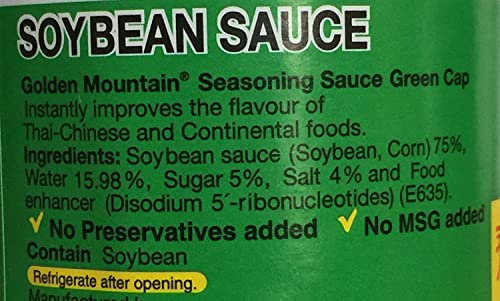 SOYBEAN SAUCE
Golden Mountain® Seasoning Sauce Green Cap
Instantly improves the flavour of
Thai-Chinese and Continental foods.
Ingredients: Soybean sauce (Soybean, Corn) 75%,
Water 15.98%, Sugar 5%, Salt 4% and Food
enhancer (Disodium 5´-ribonucleotides) (E635).
√ No Preservatives added √ No MSG added
Contain Soybean
Refrigerate after opening.
Manufactured